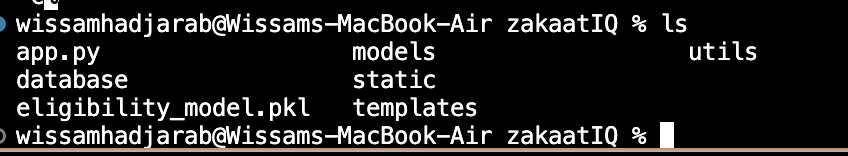 wissamhadjarab@Wissams-MacBook-Air zakaatIQ % ls
app.py models utils
database static
eligibility_model.pkl templates
wissamhadjarab@Wissams-MacBook-Air zakaatIQ %